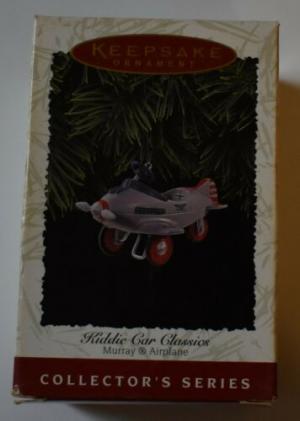 KEEPSAKE
ORNAMENT
Kiddie Car Classics
Murray ® Airplane
COLLECTOR'S SERIES